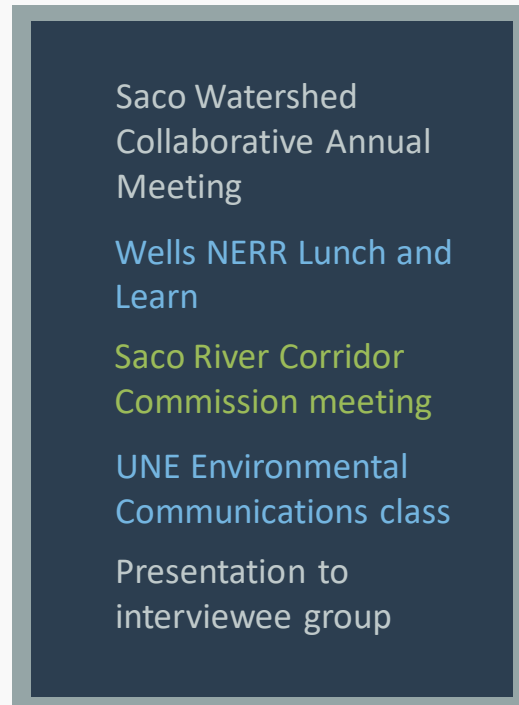 Saco Watershed
Collaborative Annual
Meeting
Wells NERR Lunch and
Learn
Saco River Corridor
Commission meeting
UNE Environmental
Communications class
Presentation to
interviewee group